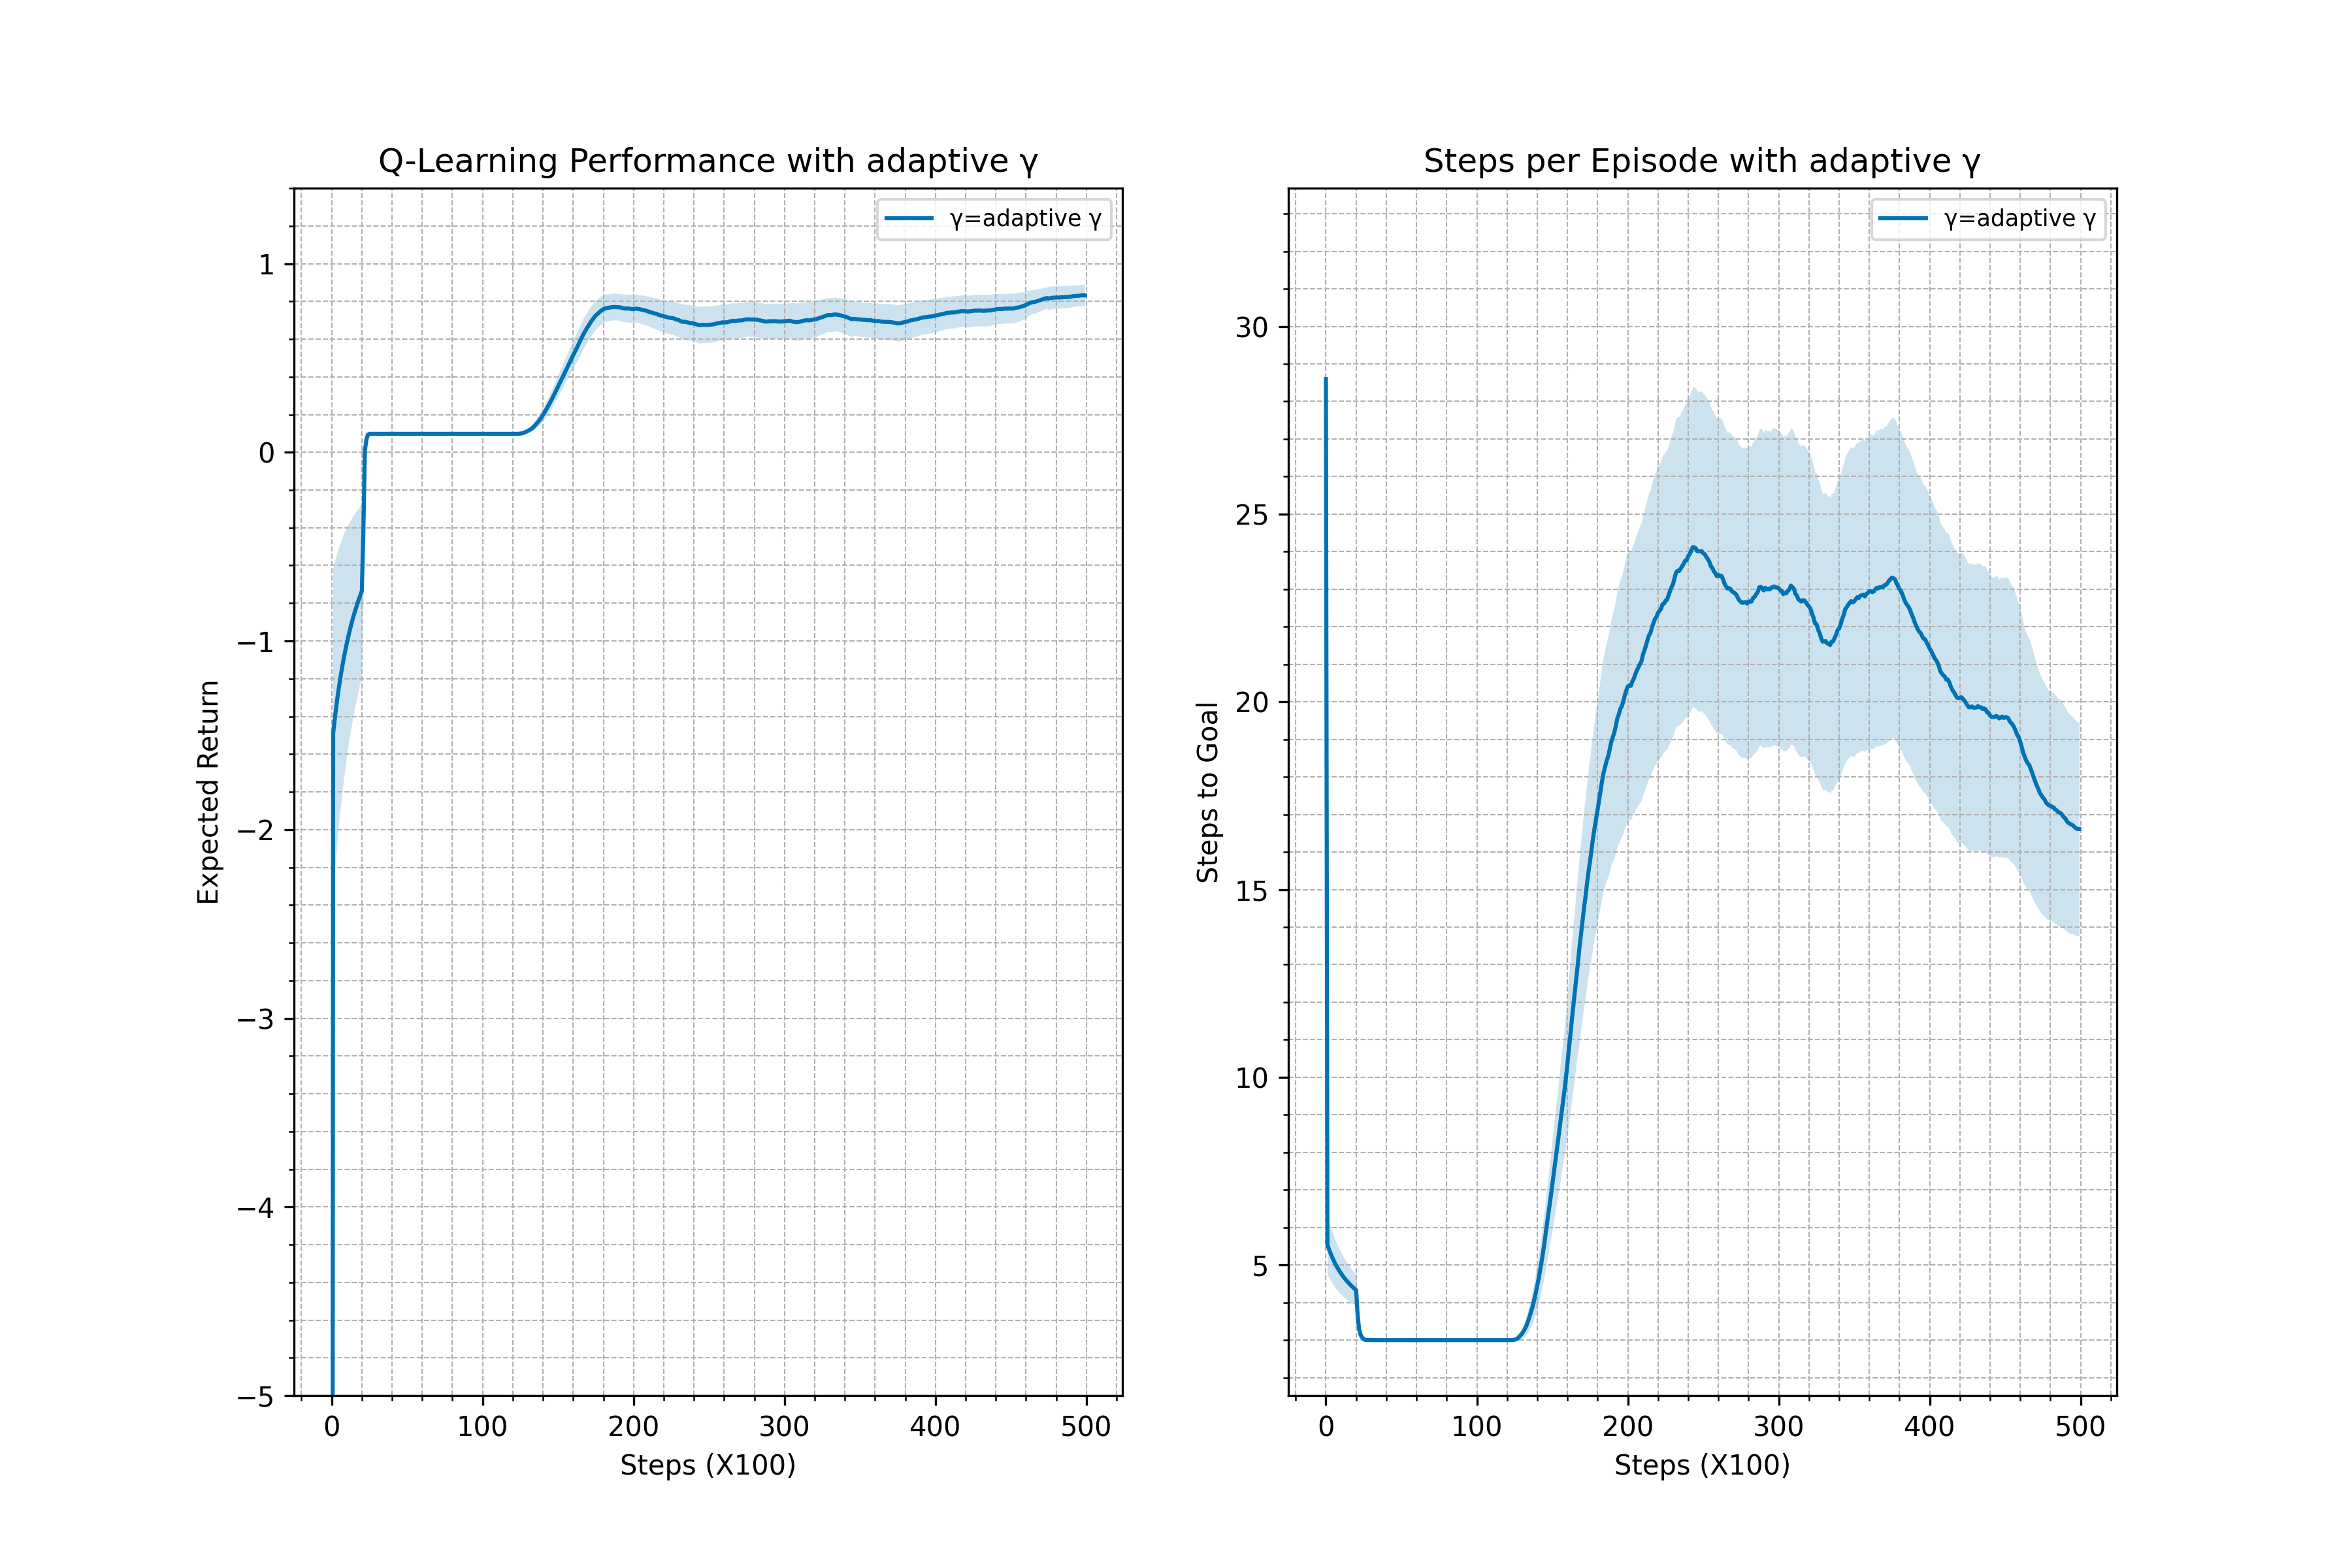 Q-Learning Performance with adaptive γ
γ=adaptive γ
1
0
−1
−2
−3
−4
−5
Expected Return
0 100 200 300 400 500
Steps (X100)
Steps per Episode with adaptive γ
γ=adaptive γ
30
25
20
15
10
5
Steps to Goal
0 100 200 300 400 500
Steps (X100)